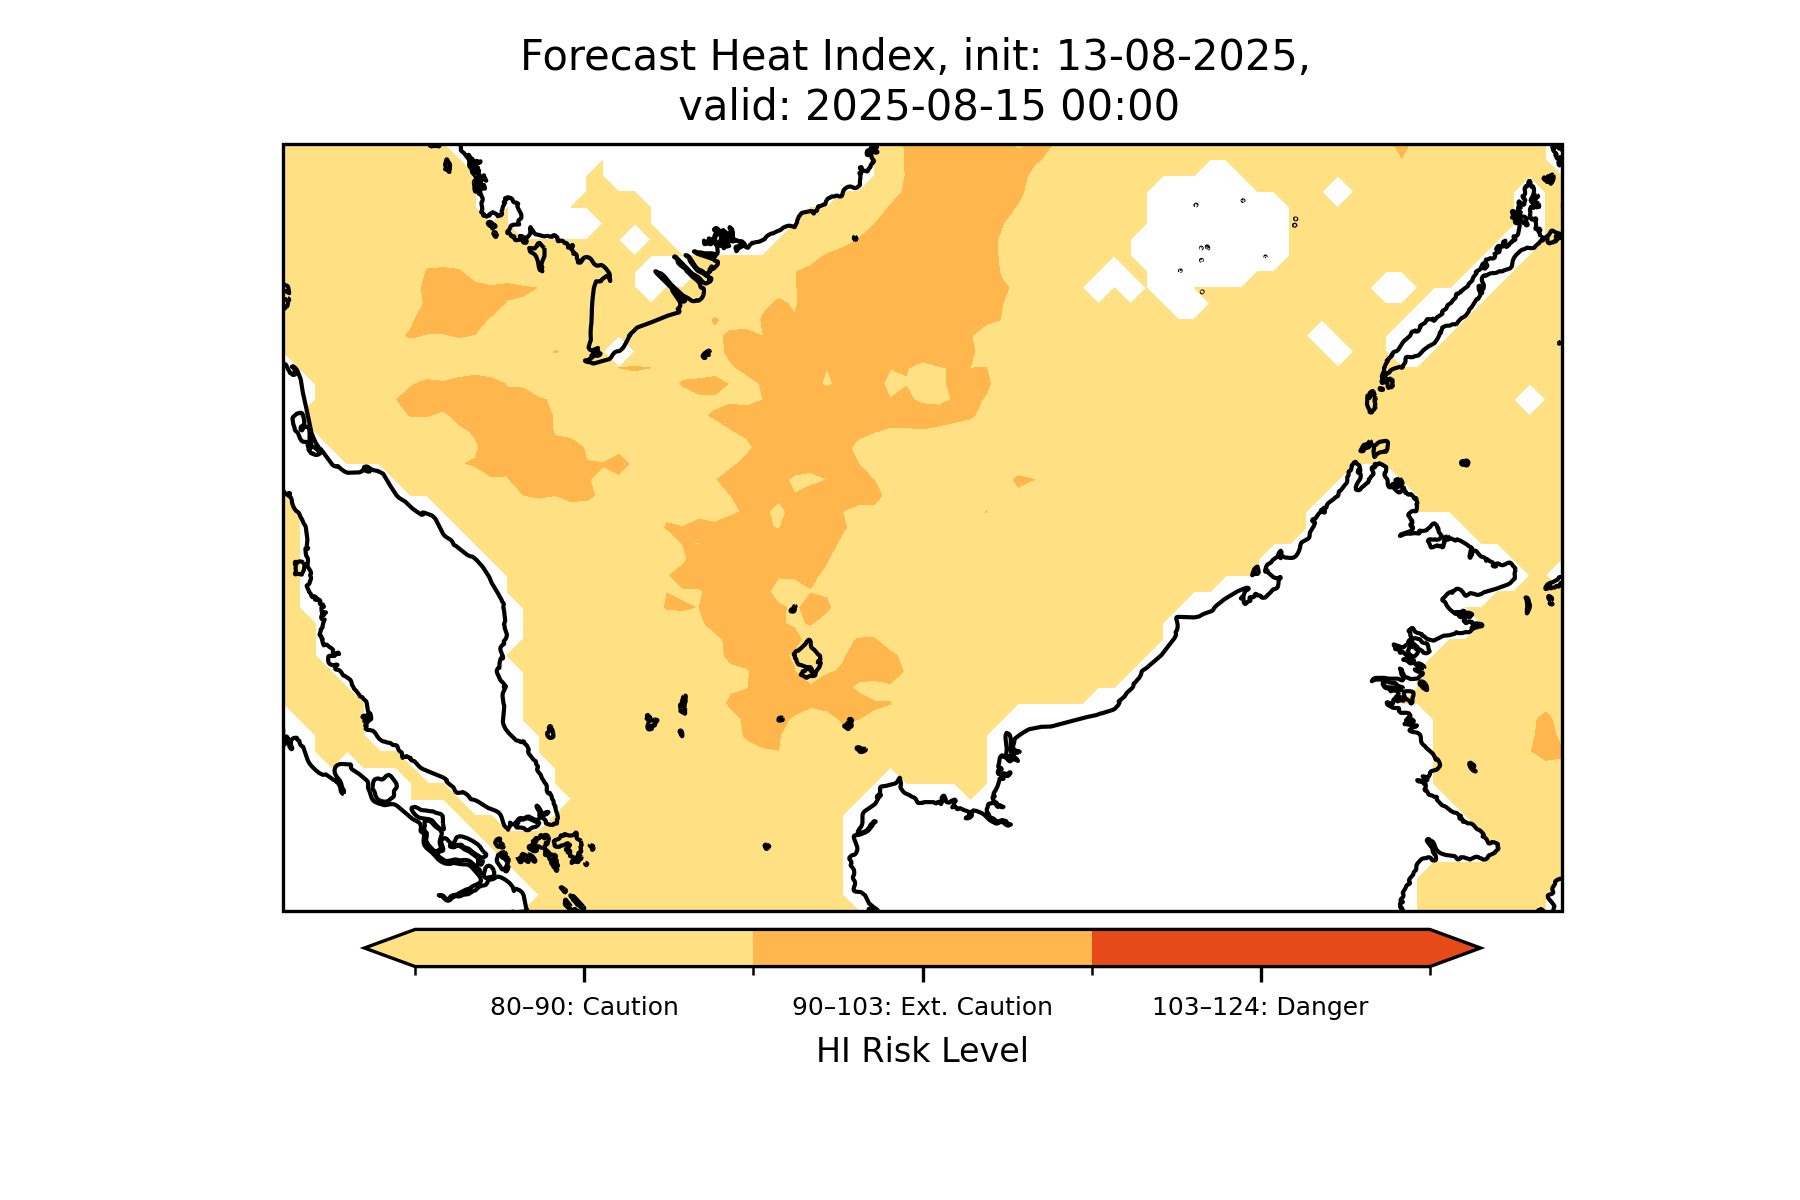 Forecast Heat Index, init: 13-08-2025,
valid: 2025-08-15 00:00
80–90: Caution
90–103: Ext. Caution
103–124: Danger
HI Risk Level